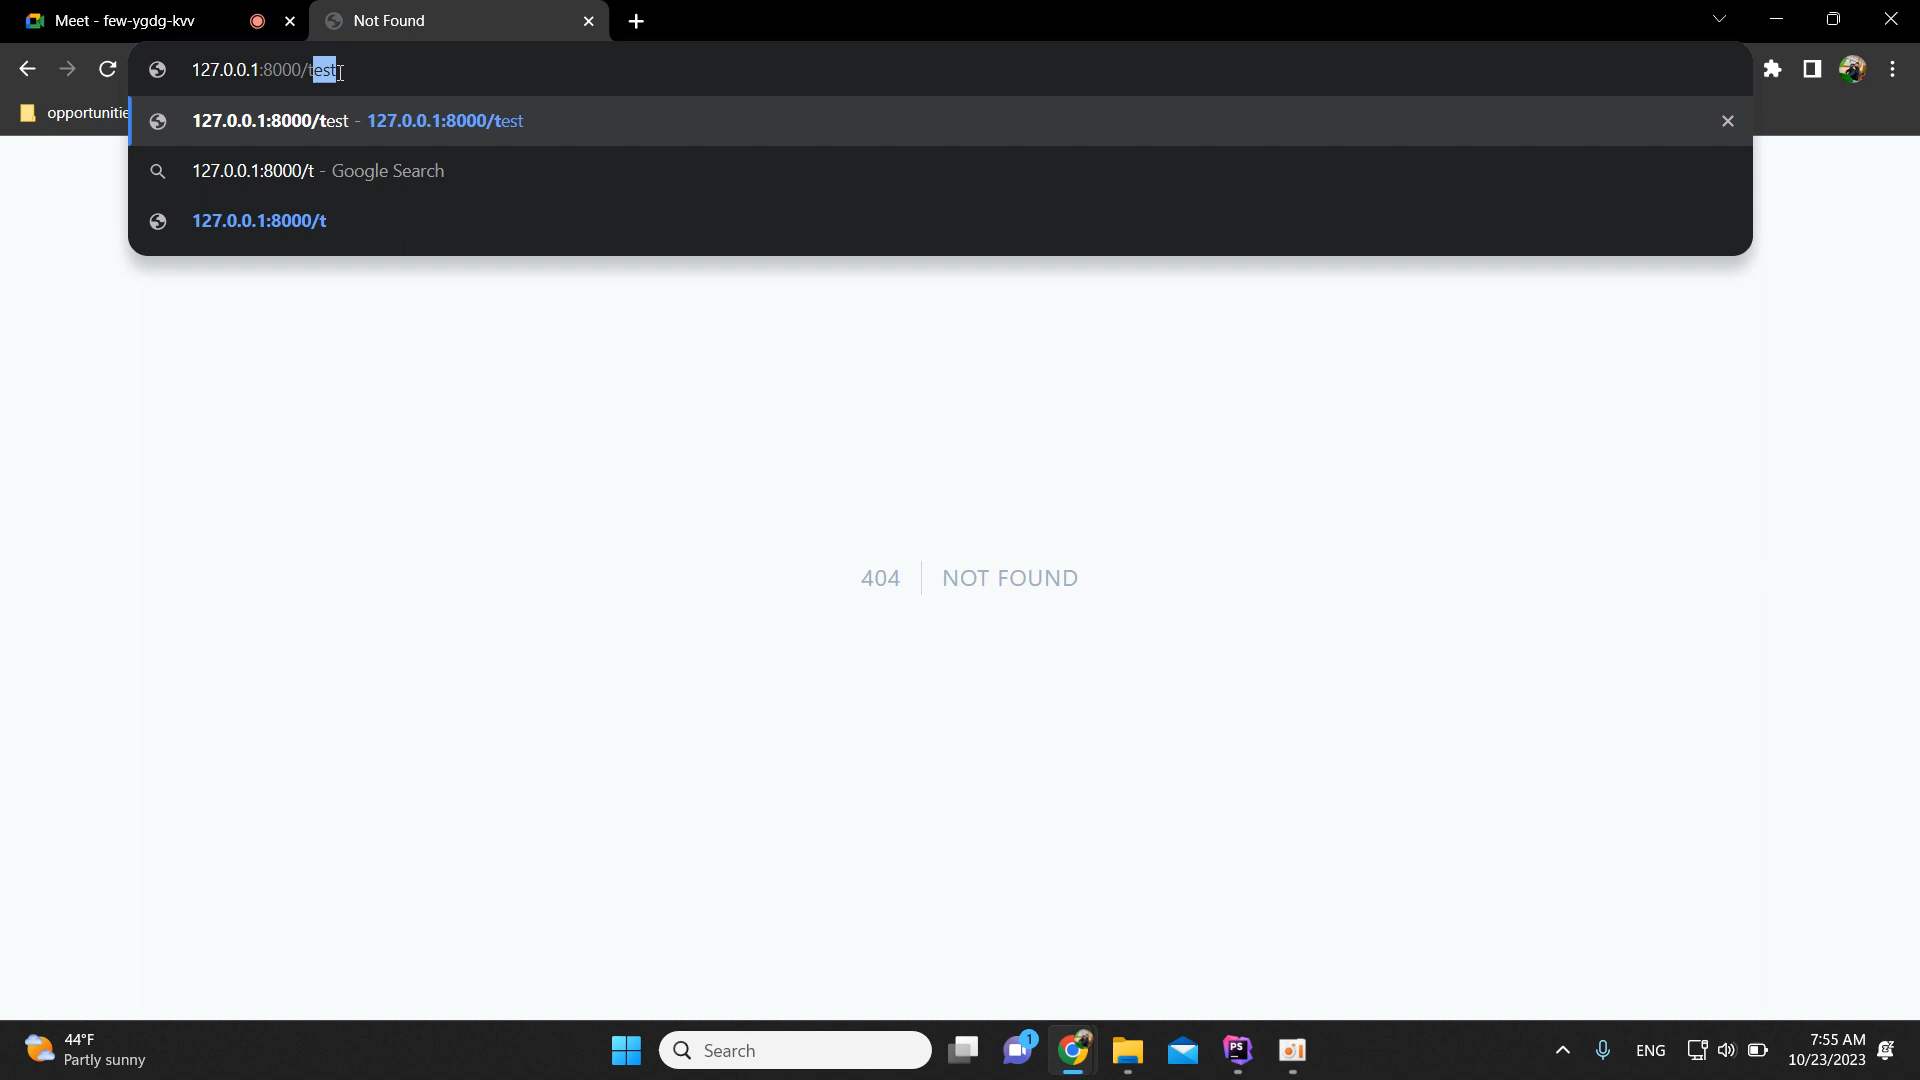 Meet - few-ygdg-kvv
Not Found
127.0.0.1:8000/test
opportunitie
127.0.0.1:8000/test - 127.0.0.1:8000/test
127.0.0.1:8000/t - Google Search
127.0.0.1:8000/t
404 NOT FOUND
44°F
Partly sunny
Search
1
PS
ENG
7:55 AM
10/23/2023